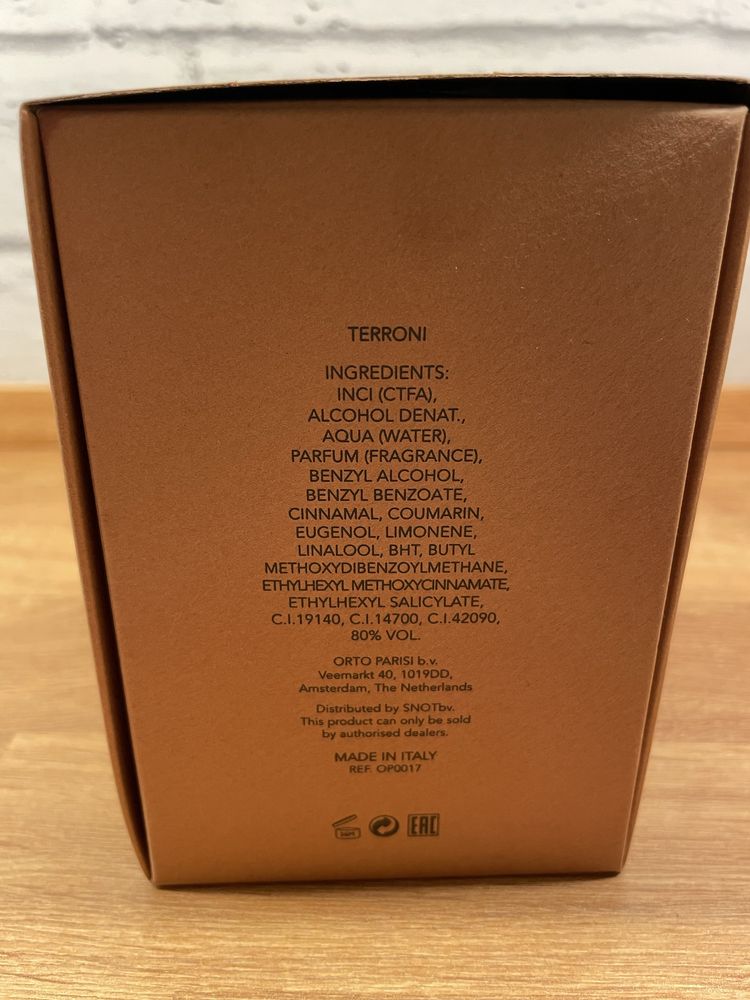 TERRONI
INGREDIENTS:
INCI (CTFA),
ALCOHOL DENAT.,
AQUA (WATER),
PARFUM (FRAGRANCE),
BENZYL ALCOHOL,
BENZYL BENZOATE,
CINNAMAL, COUMARIN,
EUGENOL, LIMONENE,
LINALOOL, BHT, BUTYL
METHOXYDIBENZOYLMETHANE,
ETHYLHEXYL METHOXYCINNAMATE,
ETHYLHEXYL SALICYLATE,
C.I.19140, C.I.14700, C.I.42090,
80% VOL.
ORTO PARISI b.v.
Veemarkt 40, 1019DD,
Amsterdam, The Netherlands
Distributed by SNOTbv.
This product can only be sold
by authorised dealers.
MADE IN ITALY
REF. OP0017
EAC